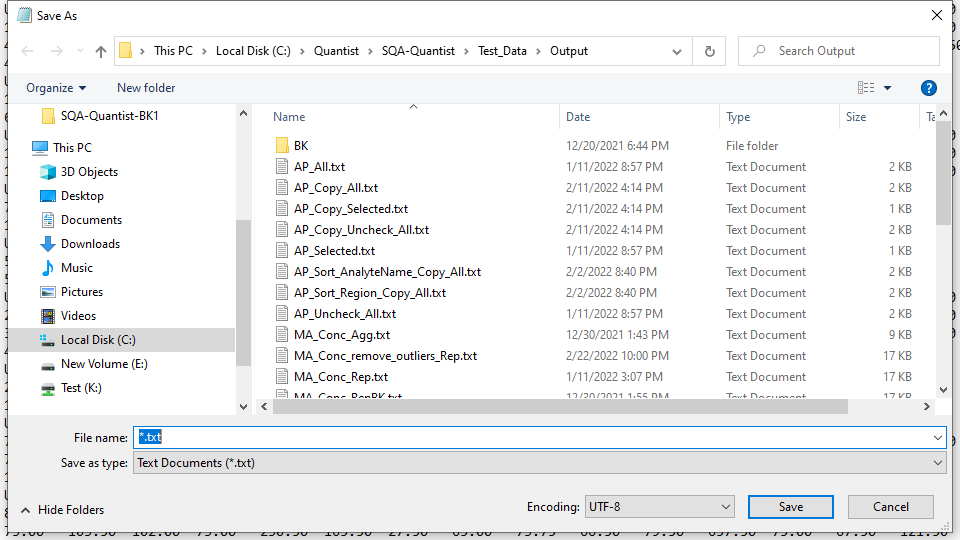 Save As
This PC > Local Disk (C:) > Quantist > SQA-Quantist > Test_Data > Output
Search Output
Organize
New folder
?
SQA-Quantist-BK1
This PC
3D Objects
Desktop
Documents
Downloads
Music
Pictures
Videos
Local Disk (C:)
New Volume (E:)
Test (K:)
Name Date Type Size Ta
BK 12/20/2021 6:44 PM File folder
AP_All.txt 1/11/2022 8:57 PM Text Document 2 KB
AP_Copy_All.txt 2/11/2022 4:14 PM Text Document 2 KB
AP_Copy_Selected.txt 2/11/2022 4:14 PM Text Document 1 KB
AP_Copy_Uncheck_All.txt 2/11/2022 4:14 PM Text Document 2 KB
AP_Selected.txt 1/11/2022 8:57 PM Text Document 1 KB
AP_Sort_AnalyteName_Copy_All.txt 2/2/2022 8:40 PM Text Document 2 KB
AP_Sort_Region_Copy_All.txt 2/2/2022 8:40 PM Text Document 2 KB
AP_Uncheck_All.txt 1/11/2022 8:57 PM Text Document 2 KB
MA_Conc_Agg.txt 12/30/2021 1:43 PM Text Document 9 KB
MA_Conc_remove_outliers_Rep.txt 2/22/2022 10:00 PM Text Document 17 KB
MA_Conc_Rep.txt 1/11/2022 3:07 PM Text Document 17 KB
MA_Conc_RepBK.txt 12/30/2021 1:55 PM Text Document 17 KB
File name: *.txt
Save as type: Text Documents (*.txt)
Hide Folders
Encoding: UTF-8
Save
Cancel